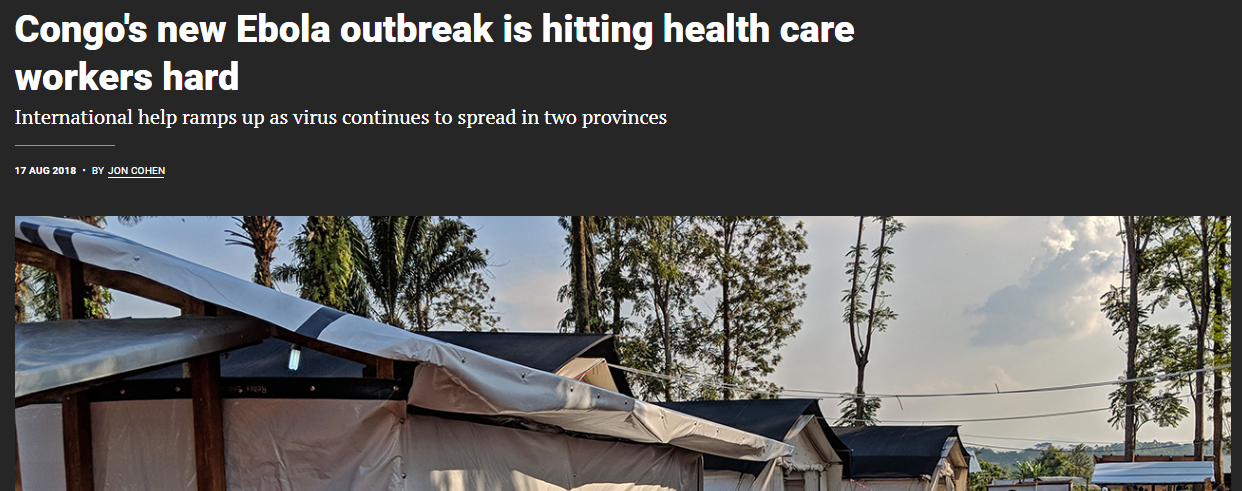 Congo's new Ebola outbreak is hitting health care
workers hard
International help ramps up as virus continues to spread in two provinces
17 AUG 2018 • BY JON COHEN